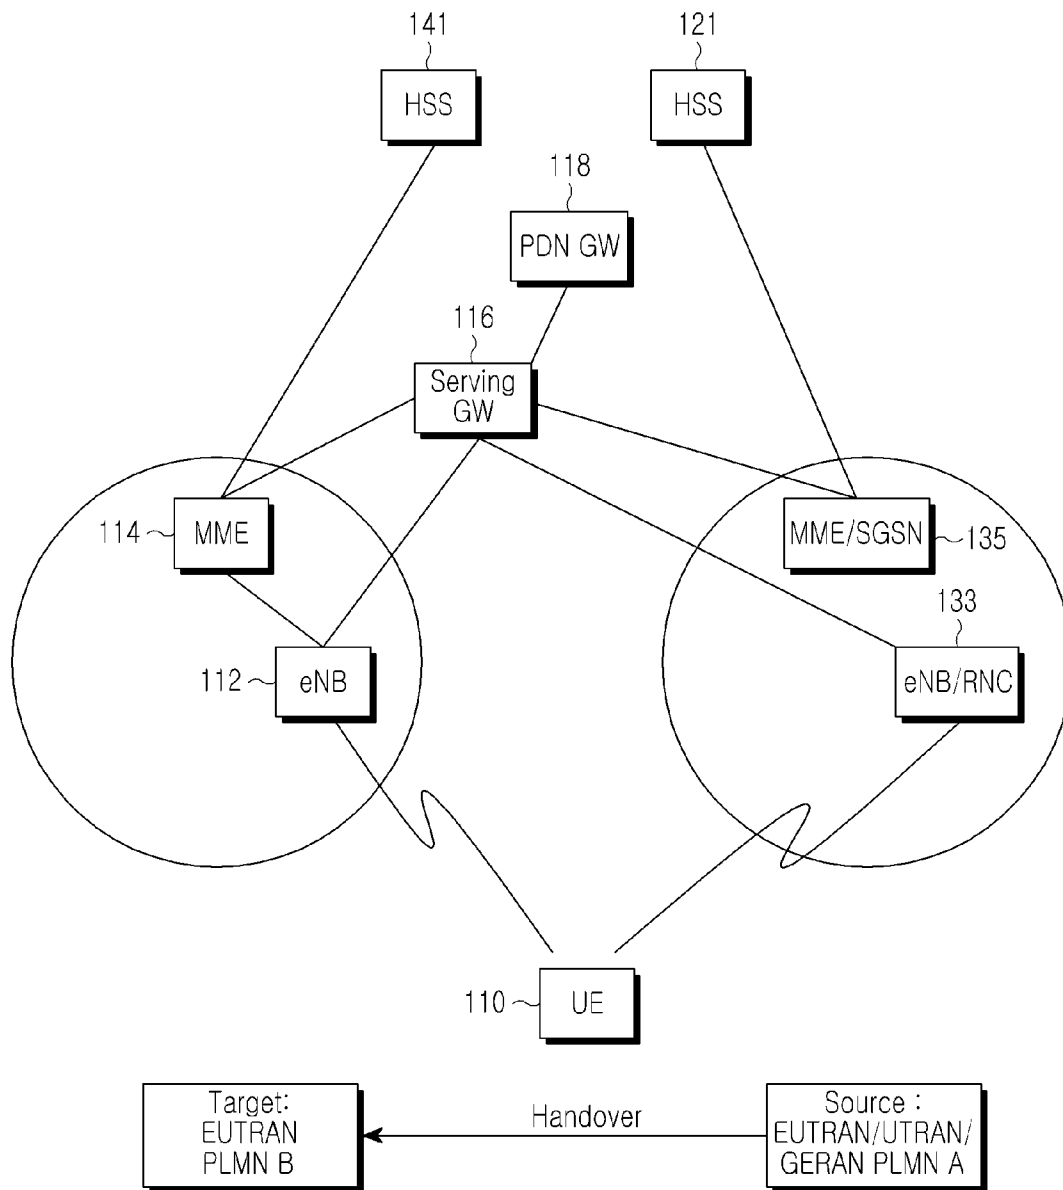 141
121
HSS
HSS
118
PDN GW
116
Serving
GW
114
MME
MME/SGSN
135
133
112
eNB
eNB/RNC
110
UE
Target:
EUTRAN
PLMN B
Handover
Source :
EUTRAN/UTRAN/
GERAN PLMN A